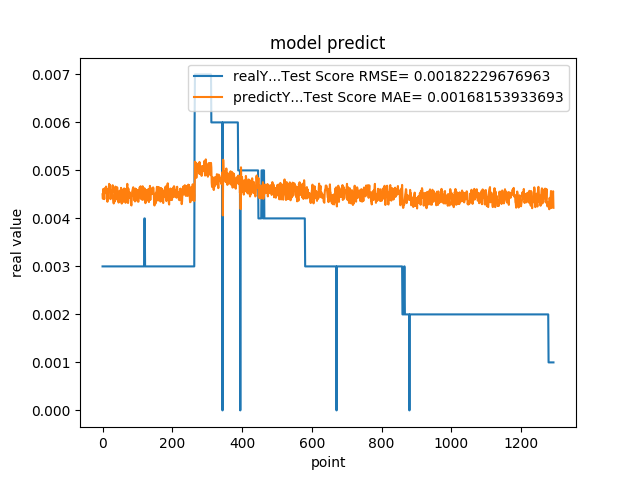 model predict
realY...Test Score RMSE= 0.00182229676963
predictY...Test Score MAE= 0.00168153933693
real value
0.007
0.006
0.005
0.004
0.003
0.002
0.001
0.000
0 200 400 600 800 1000 1200
point